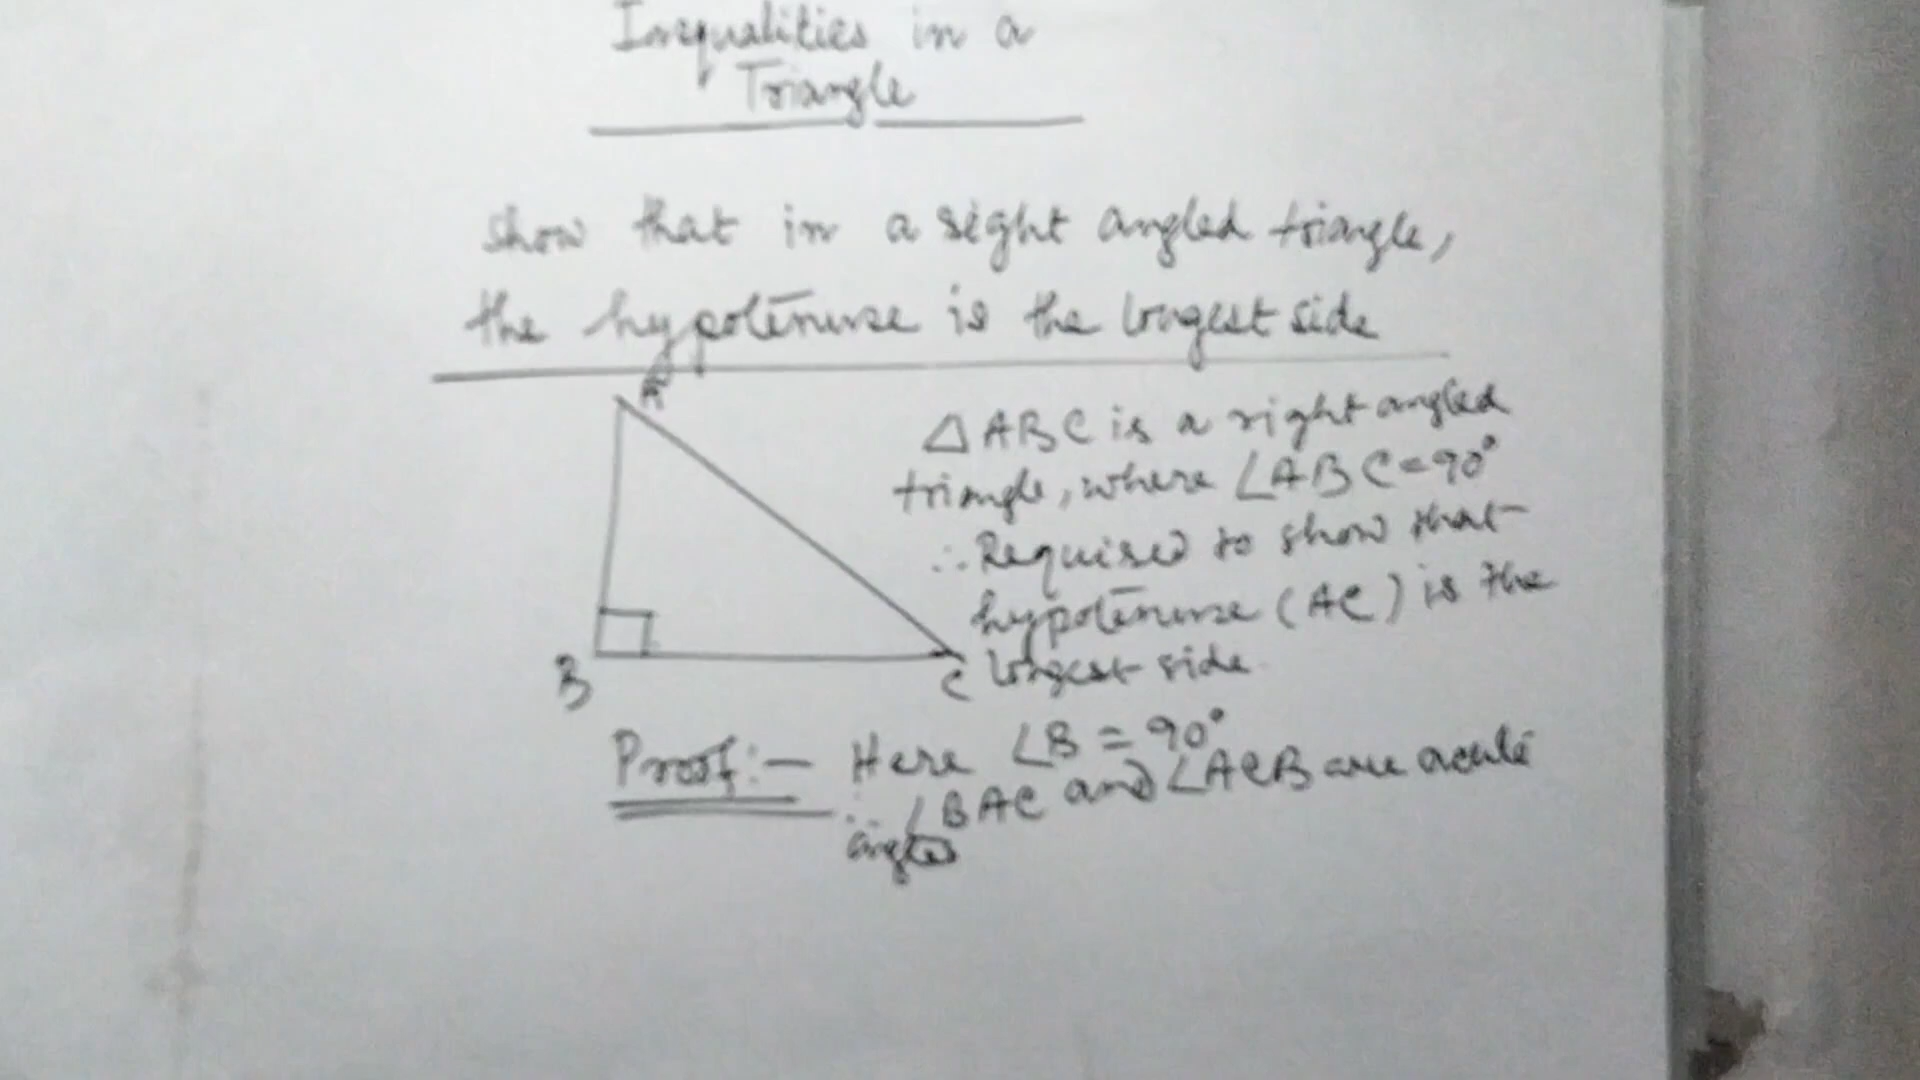 Inequalities in a
Triangle
show that in a right angled triangle,
the hypotenuse is the longest side
A
B
C
△ABC is a right angled
triangle, where ∠ABC=90°
∴ Required to show that
hypotenuse (AC) is the
longest side
Proof:- Here ∠B = 90°
∴ ∠BAC and ∠ACB are acute
angles